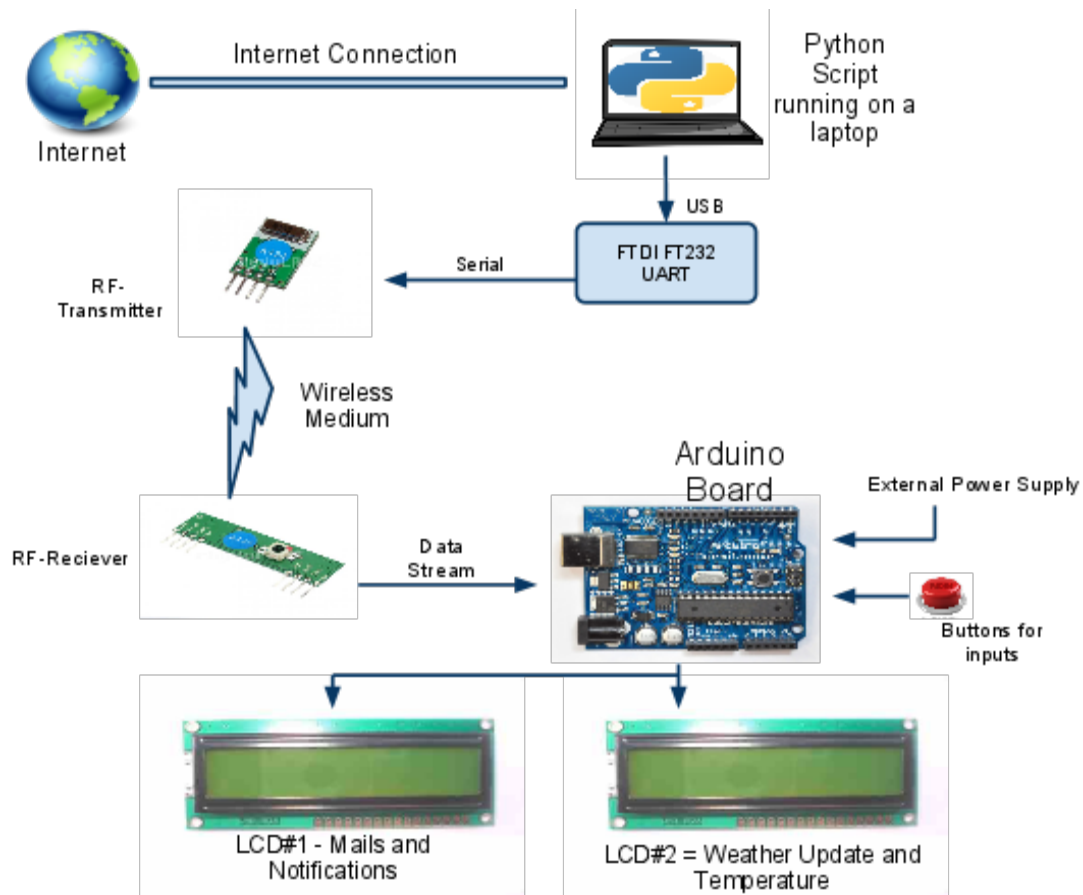 Internet Connection
Internet
Python
Script
running on a
laptop
USB
FTDI FT232
UART
Serial
RF-
Transmitter
Wireless
Medium
Arduino
Board
External Power Supply
RF-Reciever
Data
Stream
Buttons for
inputs
LCD#1 - Mails and
Notifications
LCD#2 = Weather Update and
Temperature